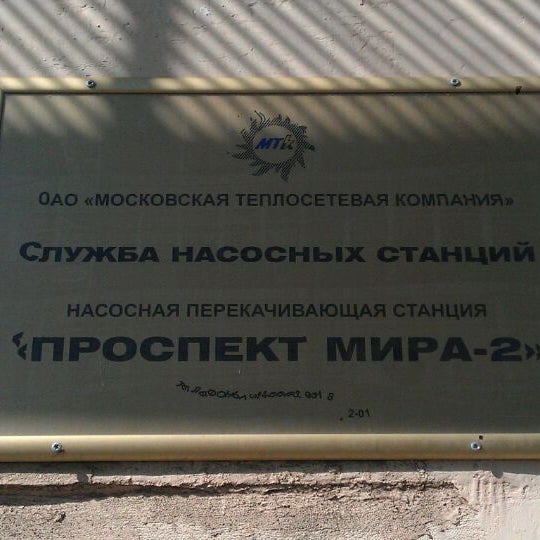 МТК
ОАО «МОСКОВСКАЯ ТЕПЛОСЕТЕВАЯ КОМПАНИЯ»
СЛУЖБА НАСОСНЫХ СТАНЦИЙ
НАСОСНАЯ ПЕРЕКАЧИВАЮЩАЯ СТАНЦИЯ
«ПРОСПЕКТ МИРА-2»
2-01